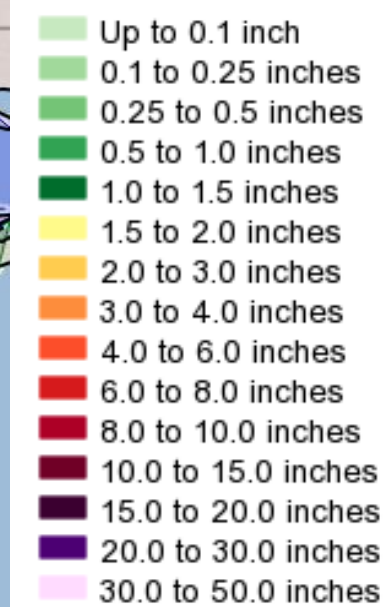 Up to 0.1 inch
0.1 to 0.25 inches
0.25 to 0.5 inches
0.5 to 1.0 inches
1.0 to 1.5 inches
1.5 to 2.0 inches
2.0 to 3.0 inches
3.0 to 4.0 inches
4.0 to 6.0 inches
6.0 to 8.0 inches
8.0 to 10.0 inches
10.0 to 15.0 inches
15.0 to 20.0 inches
20.0 to 30.0 inches
30.0 to 50.0 inches